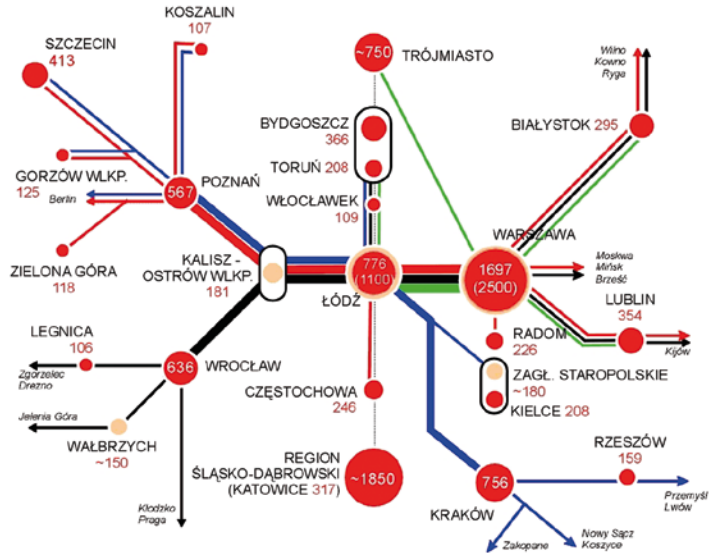 KOSZALIN
107
SZCZECIN
413
~750
TRÓJMIASTO
Wilno
Kowno
Ryga
BYDGOSZCZ
366
BIAŁYSTOK 295
TORUŃ 208
GORZÓW WLKP.
125
Berlin
567
POZNAŃ
WŁOCŁAWEK
109
WARSZAWA
ZIELONA GÓRA
118
KALISZ -
OSTRÓW WLKP.
181
776
(1100)
ŁÓDŹ
1697
(2500)
Moskwa
Mińsk
Brześć
LUBLIN
354
LEGNICA
106
RADOM
226
Kijów
Zgorzelec
Drezno
636
WROCŁAW
ZAGŁ. STAROPOLSKIE
~180
KIELCE 208
CZĘSTOCHOWA
246
Jelenia Góra
WAŁBRZYCH
~150
REGION
ŚLĄSKO-DĄBROWSKI
(KATOWICE 317)
~1850
RZESZÓW
159
756
KRAKÓW
Przemyśl
Lwów
Kłodzko
Praga
Zakopane
Nowy Sącz
Koszyce